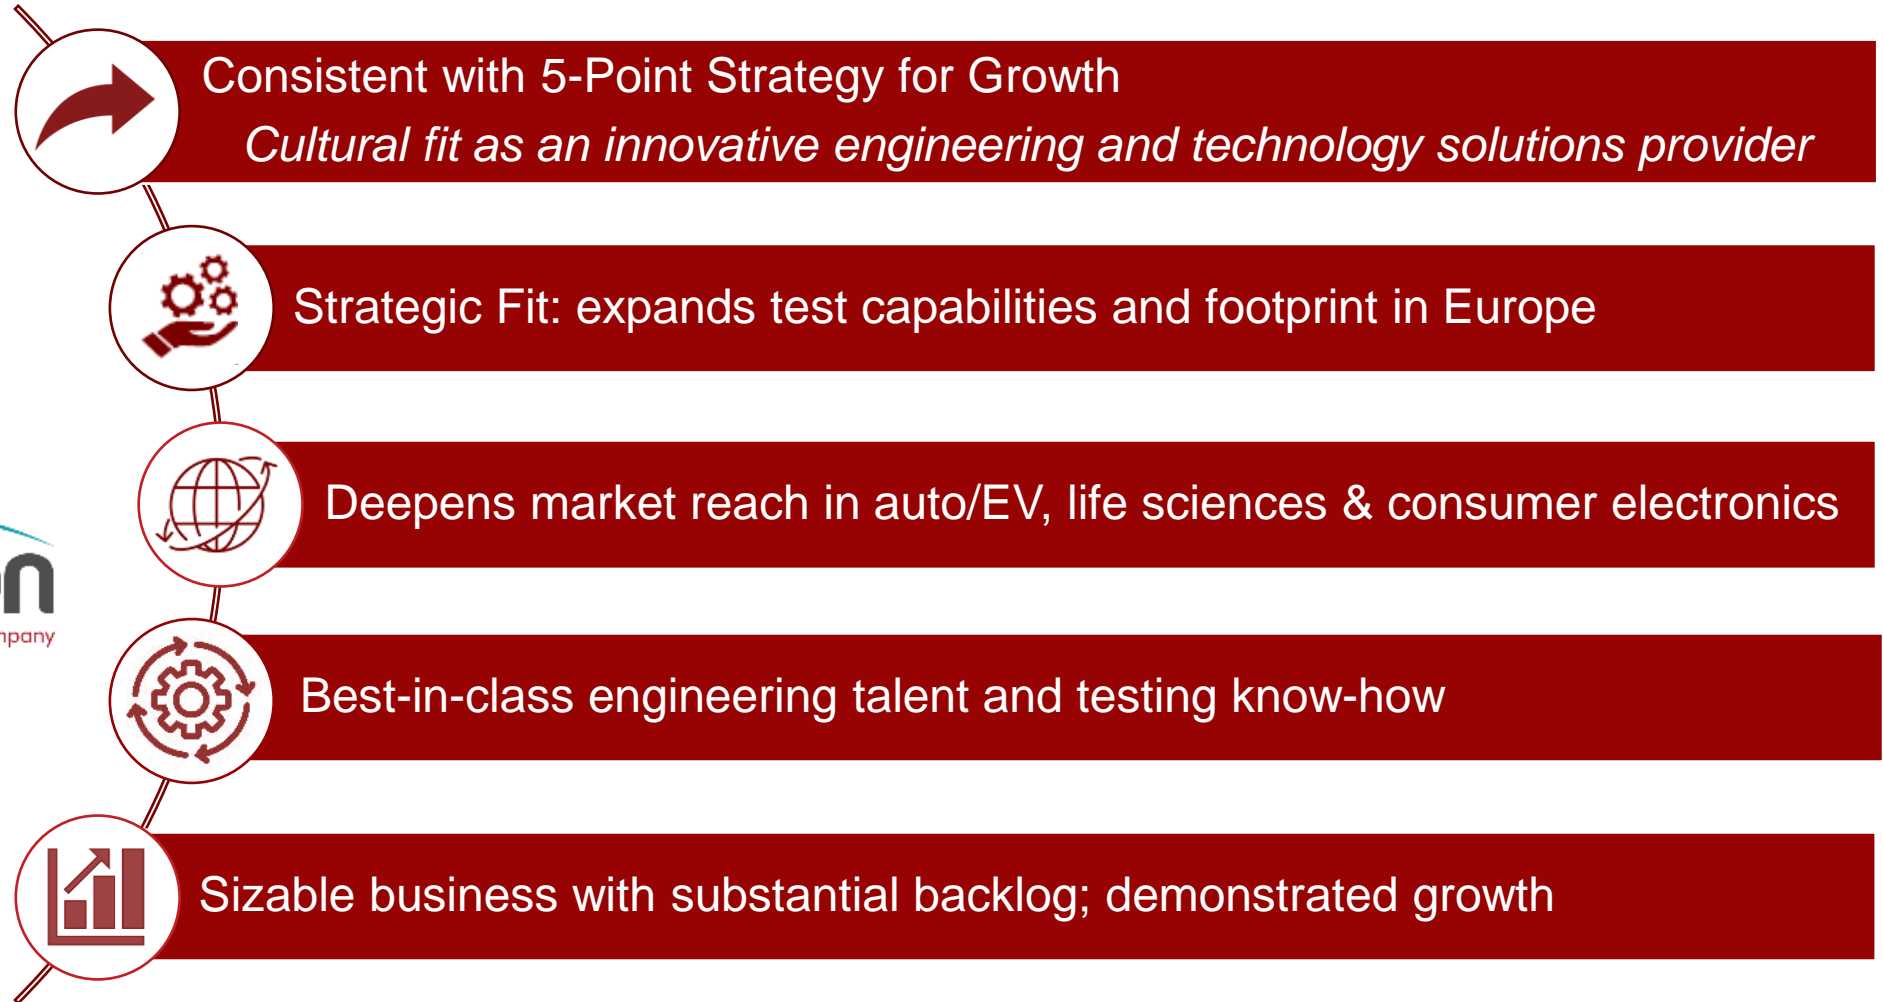 Consistent with 5-Point Strategy for Growth
Cultural fit as an innovative engineering and technology solutions provider
Strategic Fit: expands test capabilities and footprint in Europe
Deepens market reach in auto/EV, life sciences & consumer electronics
Best-in-class engineering talent and testing know-how
Sizable business with substantial backlog; demonstrated growth